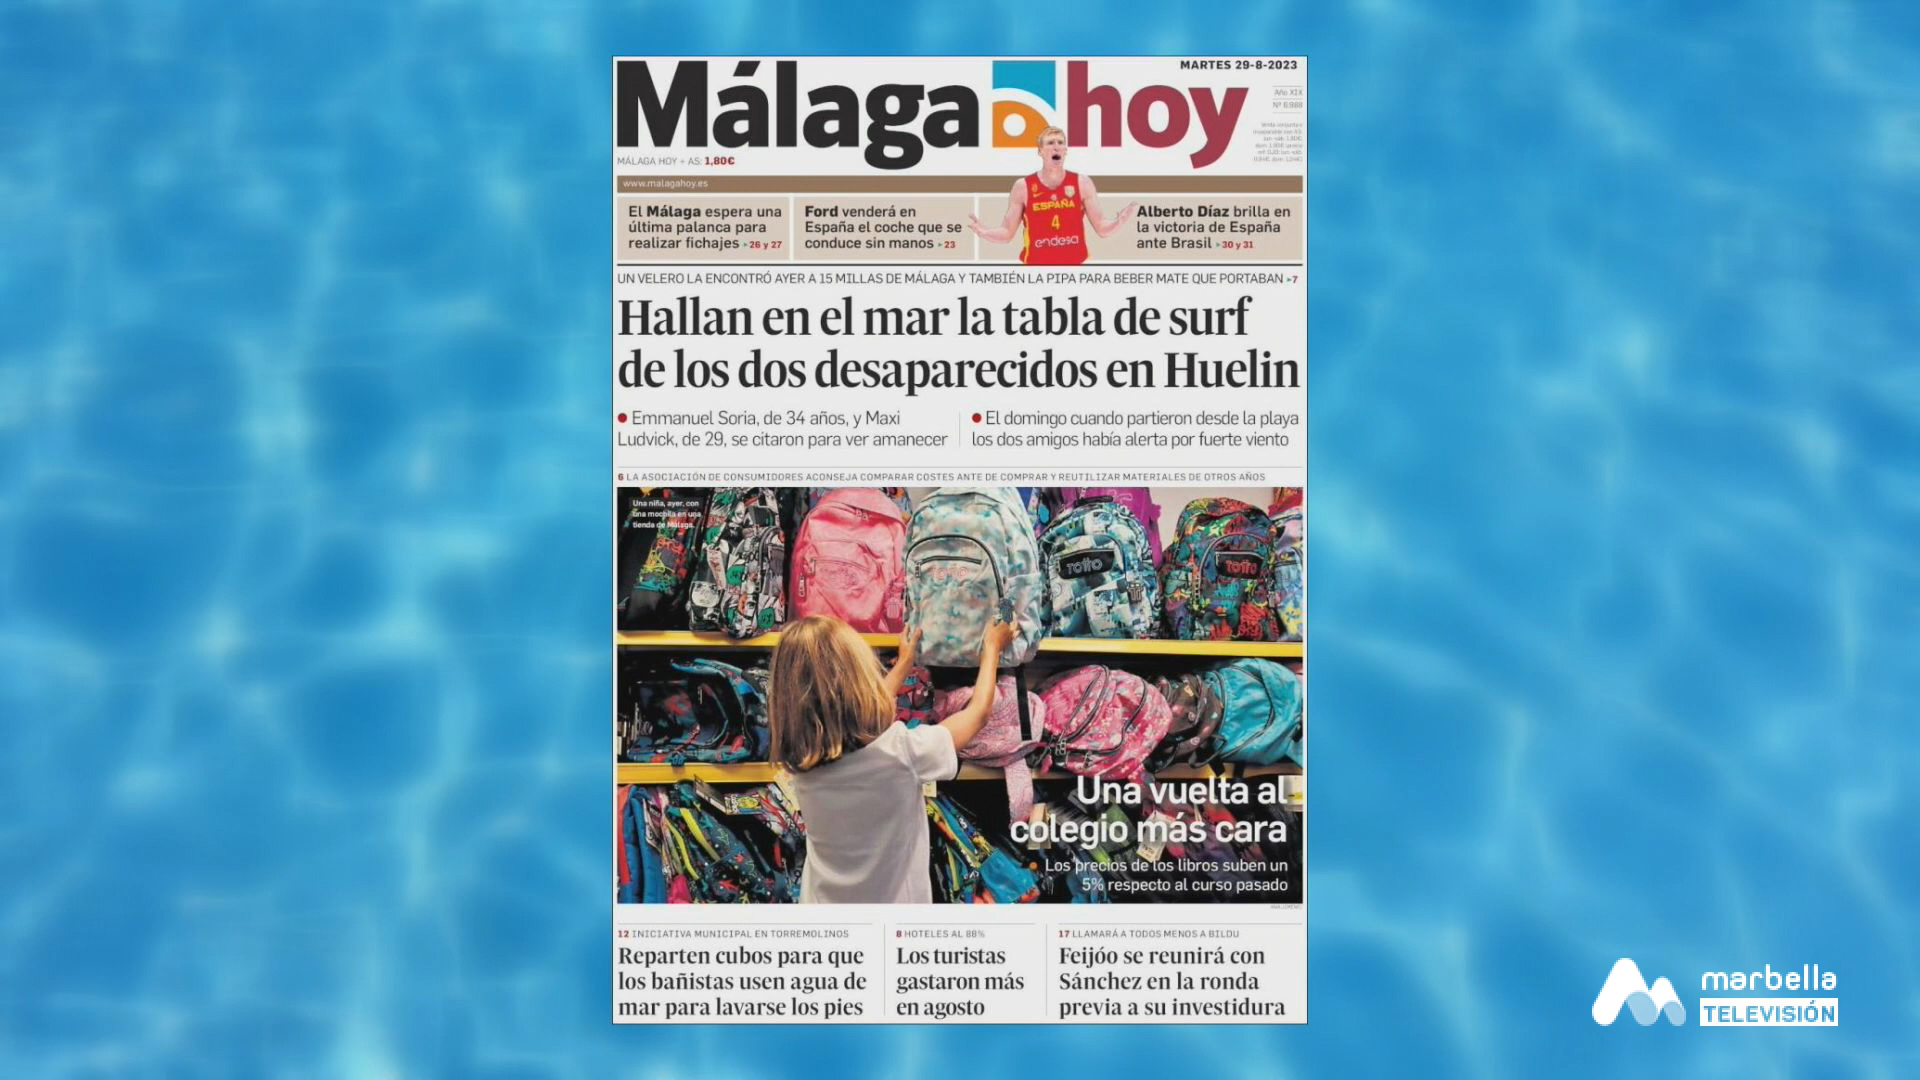 MARTES 29-8-2023
Málaga hoy
Año XIX
Nº 6.988
MÁLAGA HOY + AS: 1,80€
www.malagahoy.es
El Málaga espera una
última palanca para
realizar fichajes ▸ 26 y 27
Ford venderá en
España el coche que se
conduce sin manos ▸ 23
ESPAÑA
4
endesa
Alberto Díaz brilla en
la victoria de España
ante Brasil ▸ 30 y 31
UN VELERO LA ENCONTRÓ AYER A 15 MILLAS DE MÁLAGA Y TAMBIÉN LA PIPA PARA BEBER MATE QUE PORTABAN ▸7
Hallan en el mar la tabla de surf
de los dos desaparecidos en Huelin
● Emmanuel Soria, de 34 años, y Maxi
Ludvick, de 29, se citaron para ver amanecer
● El domingo cuando partieron desde la playa
los dos amigos había alerta por fuerte viento
6 LA ASOCIACIÓN DE CONSUMIDORES ACONSEJA COMPARAR COSTES ANTE DE COMPRAR Y REUTILIZAR MATERIALES DE OTROS AÑOS
Una niña, ayer, con
una mochila en una
tienda de Málaga.
TOTTO
TOTTO
TOTTO
Una vuelta al
colegio más cara
● Los precios de los libros suben un
5% respecto al curso pasado
12 INICIATIVA MUNICIPAL EN TORREMOLINOS
Reparten cubos para que
los bañistas usen agua de
mar para lavarse los pies
8 HOTELES AL 88%
Los turistas
gastaron más
en agosto
17 LLAMARÁ A TODOS MENOS A BILDU
Feijóo se reunirá con
Sánchez en la ronda
previa a su investidura
marbella
TELEVISIÓN